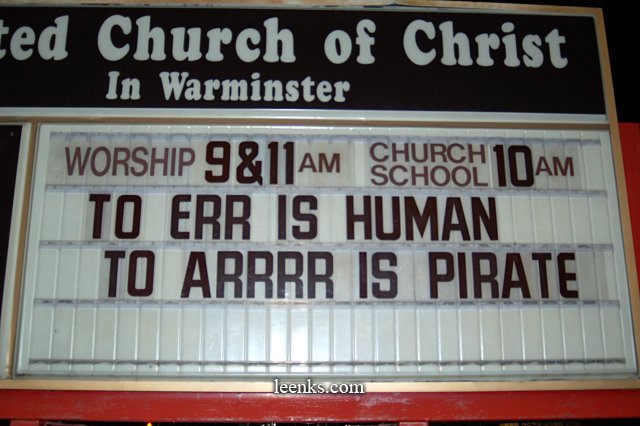 Church of Christ
In Warminster
WORSHIP 9&11 AM CHURCH SCHOOL 10 AM
TO ERR IS HUMAN
TO ARRRR IS PIRATE
leenks.com